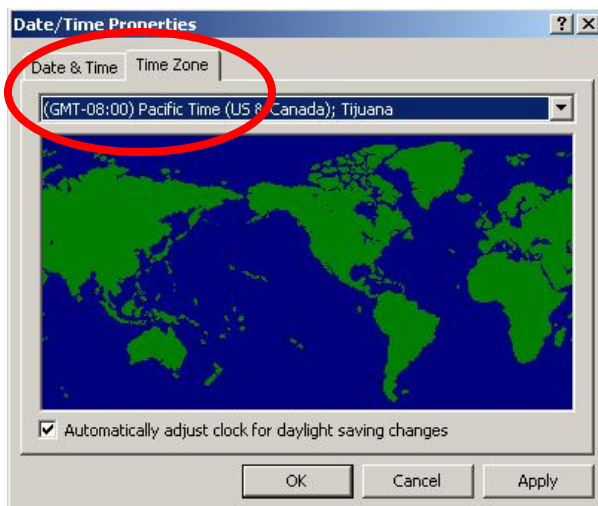 Date/Time Properties
Date & Time Time Zone
(GMT-08:00) Pacific Time (US & Canada); Tijuana
Automatically adjust clock for daylight saving changes
OK Cancel Apply